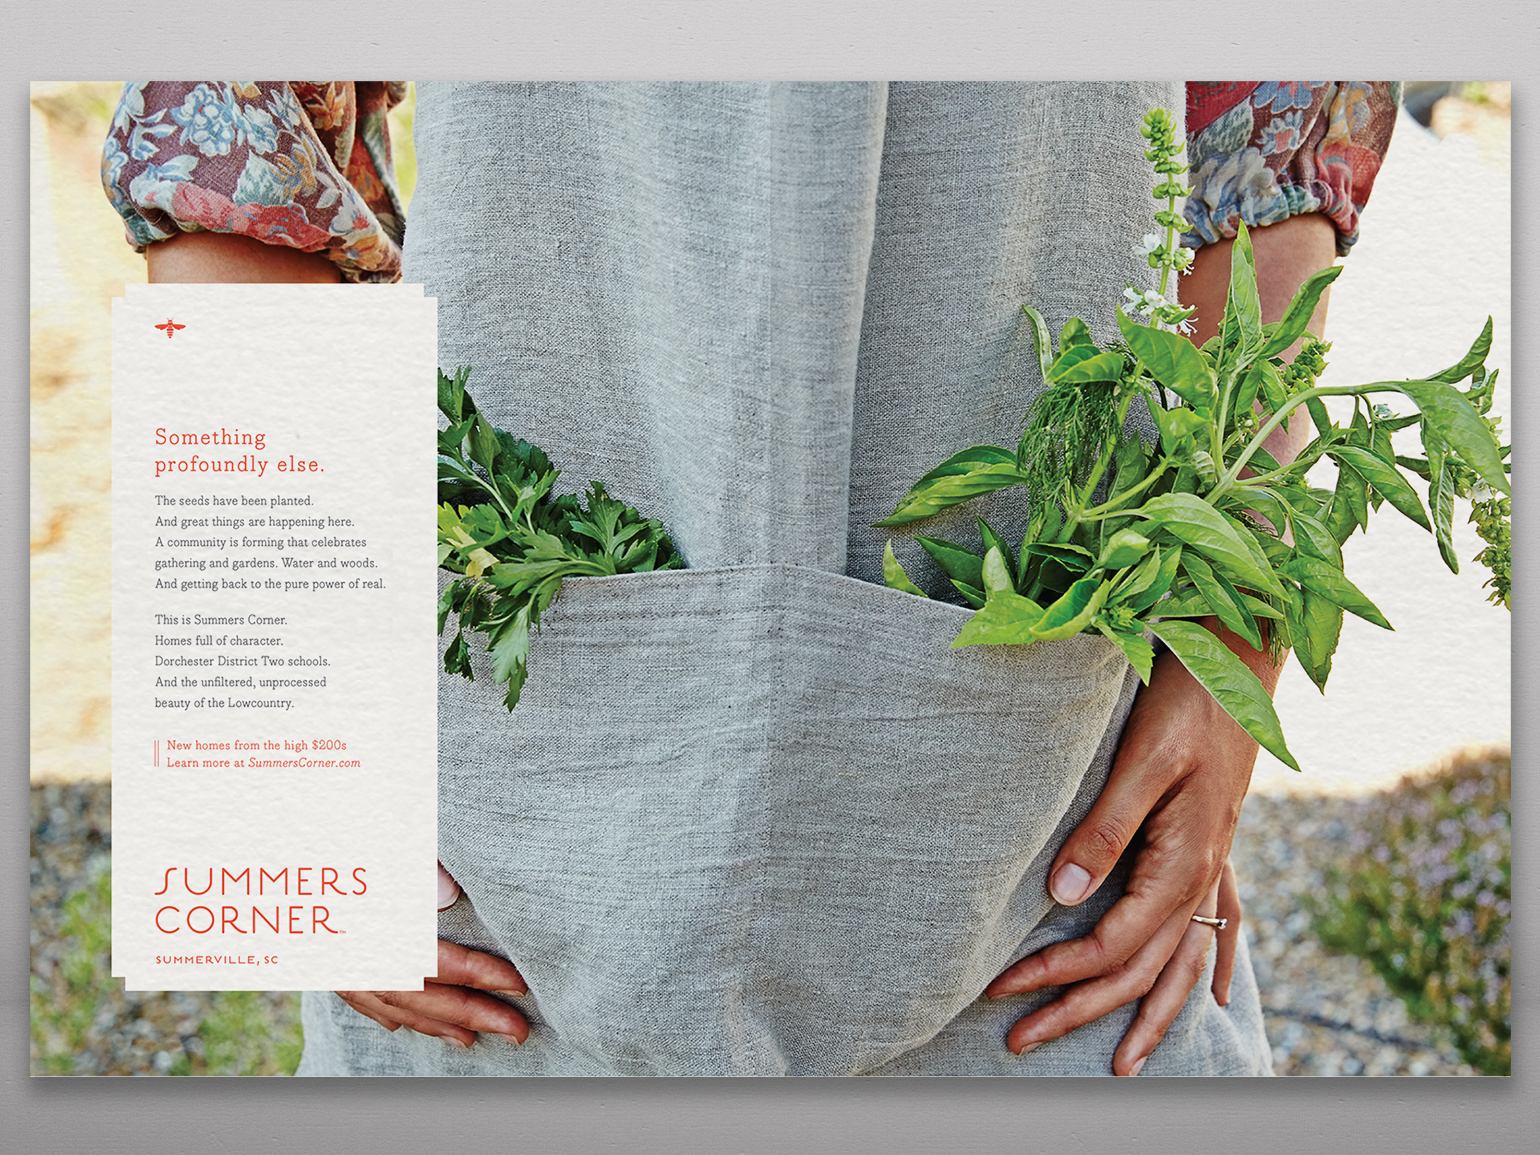 Something
profoundly else.
The seeds have been planted.
And great things are happening here.
A community is forming that celebrates
gathering and gardens. Water and woods.
And getting back to the pure power of real.
This is Summers Corner.
Homes full of character.
Dorchester District Two schools.
And the unfiltered, unprocessed
beauty of the Lowcountry.
New homes from the high $200s
Learn more at SummersCorner.com
SUMMERS
CORNER™
SUMMERVILLE, SC